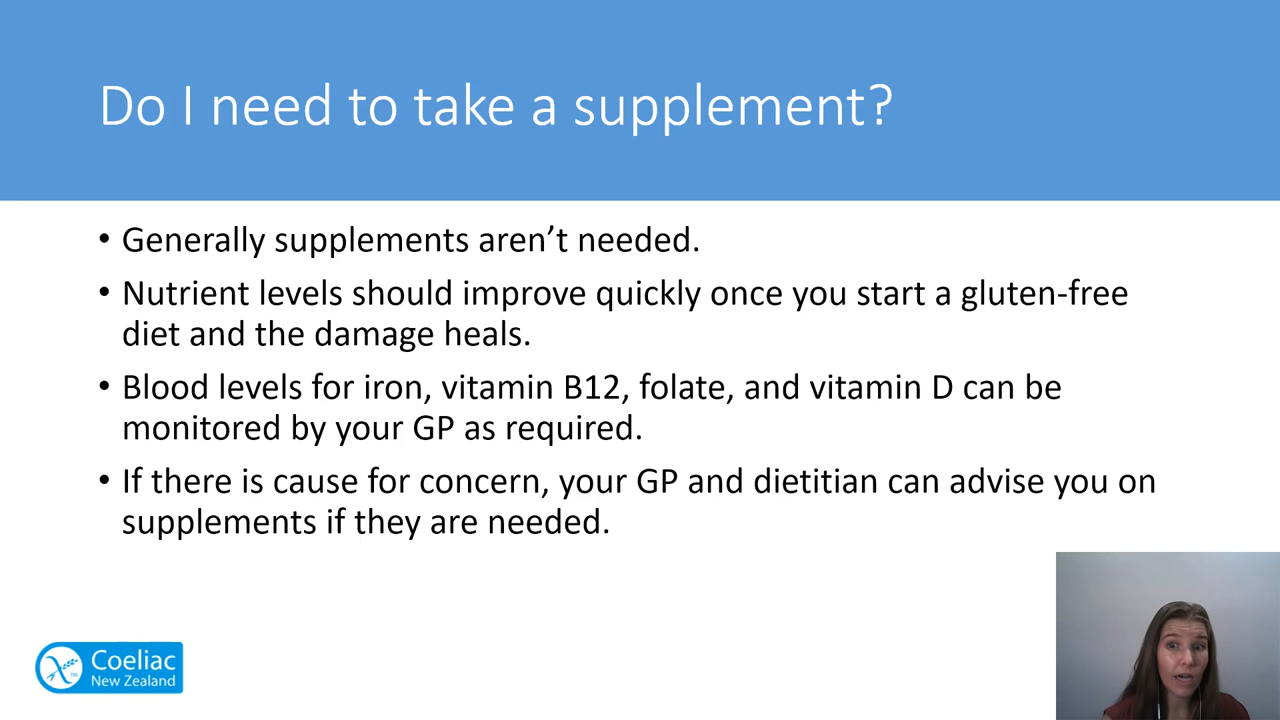 Do I need to take a supplement?
• Generally supplements aren’t needed.
• Nutrient levels should improve quickly once you start a gluten-free
diet and the damage heals.
• Blood levels for iron, vitamin B12, folate, and vitamin D can be
monitored by your GP as required.
• If there is cause for concern, your GP and dietitian can advise you on
supplements if they are needed.
Coeliac
New Zealand
TM